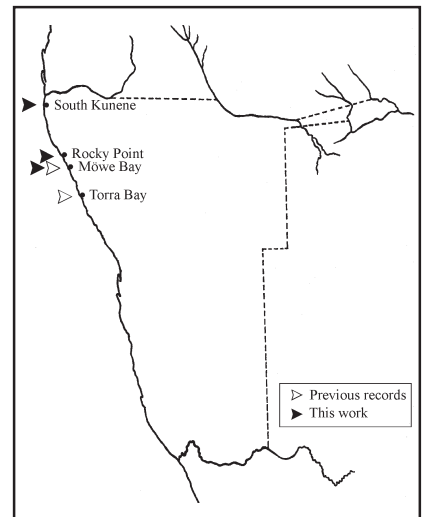 South Kunene
Rocky Point
Möwe Bay
Torra Bay
Previous records
This work